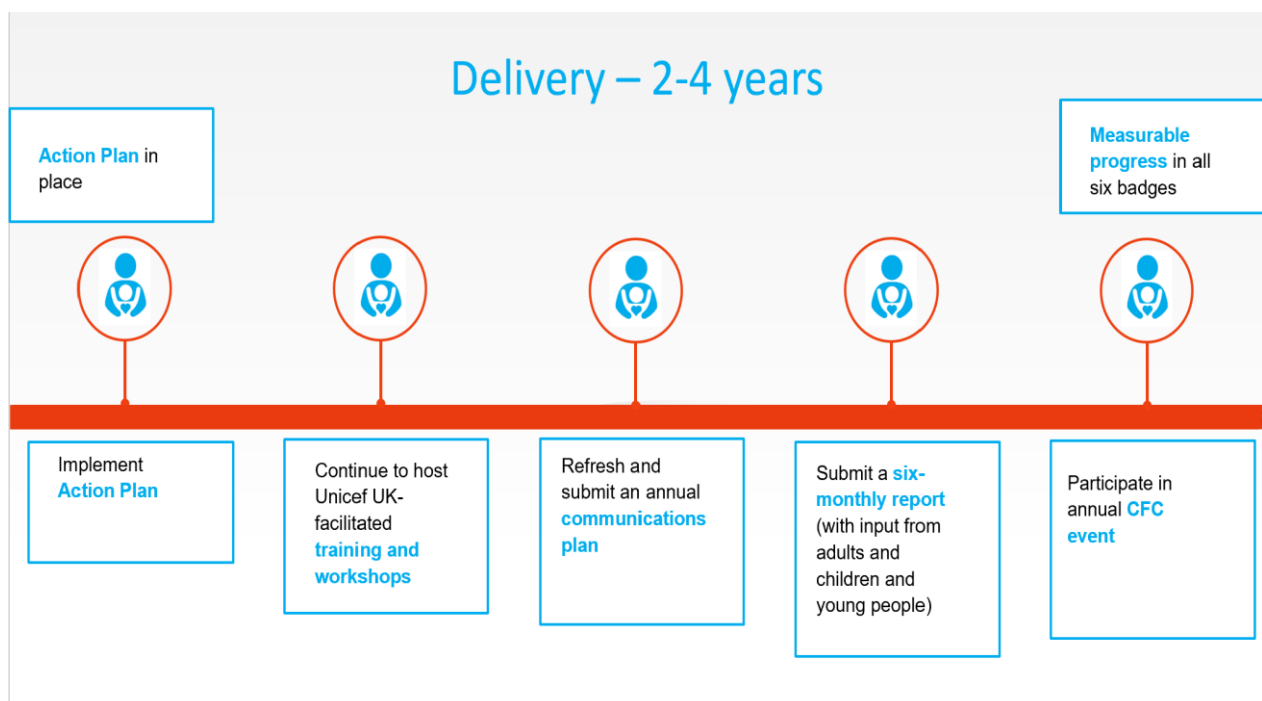 Delivery – 2-4 years
Action Plan in
place
Measurable
progress in all
six badges
Implement
Action Plan
Continue to host
Unicef UK-
facilitated
training and
workshops
Refresh and
submit an annual
communications
plan
Submit a six-
monthly report
(with input from
adults and
children and
young people)
Participate in
annual CFC
event